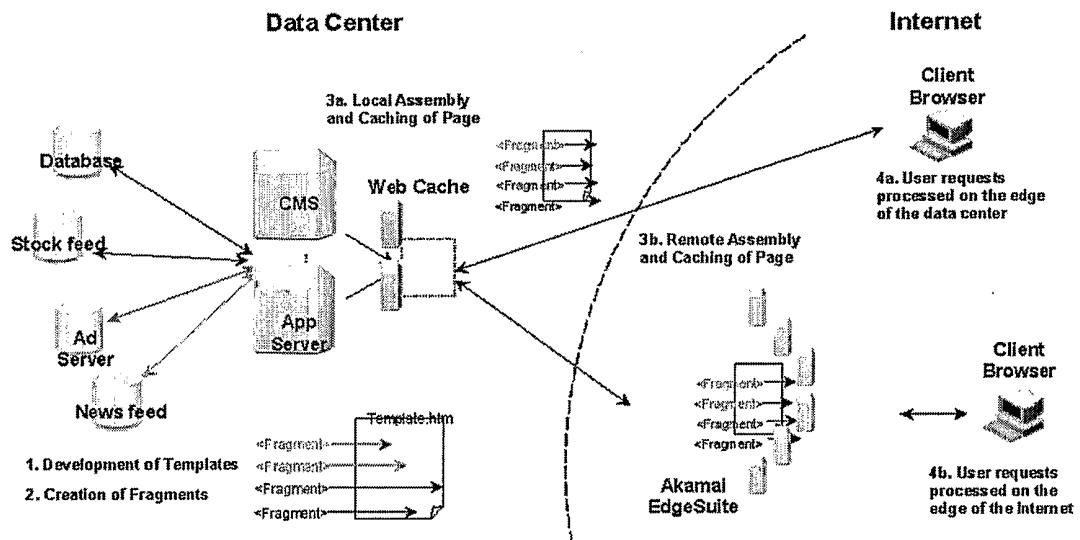 Data Center
Internet
3a. Local Assembly
and Caching of Page
Client
Browser
Database
CMS
Web Cache
<Fragment>
<Fragment>
<Fragment>
<Fragment>
4a. User requests
processed on the edge
of the data center
Stock feed
3b. Remote Assembly
and Caching of Page
App
Server
Ad
Server
Client
Browser
News feed
<Fragment>
<Fragment>
<Fragment>
<Fragment>
Template.htm
<Fragment>
<Fragment>
<Fragment>
<Fragment>
1. Development of Templates
2. Creation of Fragments
Akamai
EdgeSuite
4b. User requests
processed on the
edge of the Internet